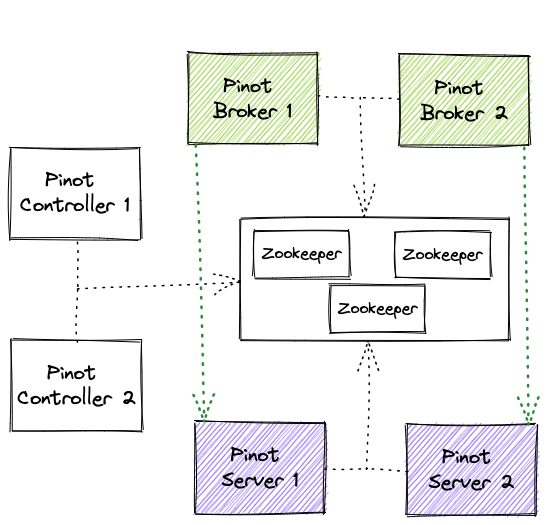 Pinot
Broker 1
Pinot
Broker 2
Pinot
Controller 1
Zookeeper
Zookeeper
Zookeeper
Pinot
Controller 2
Pinot
Server 1
Pinot
Server 2